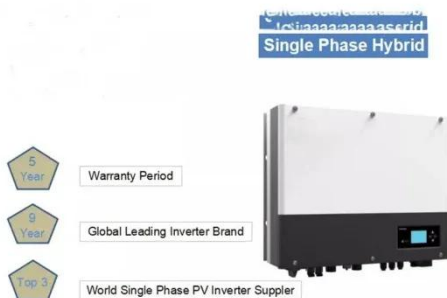 Single Phase Hybrid
5
Year
Warranty Period
9
Year
Global Leading Inverter Brand
Top 3
World Single Phase PV Inverter Suppler